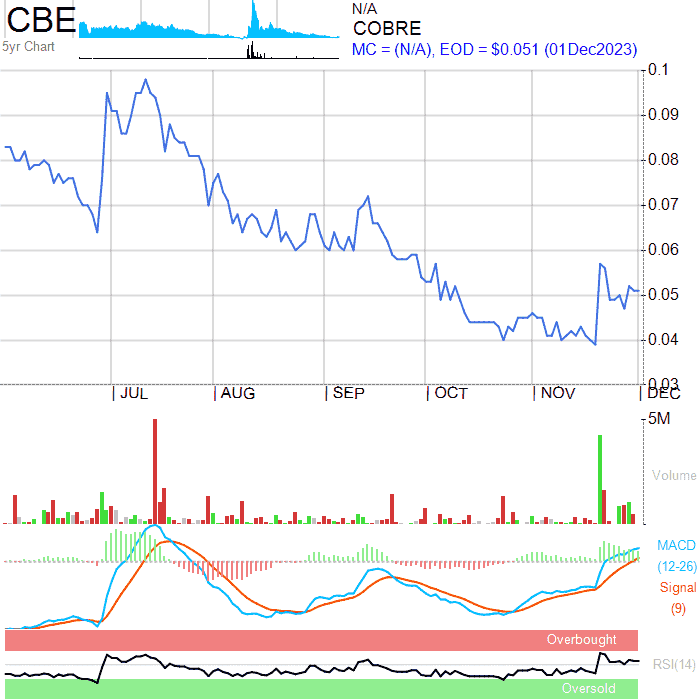 CBE
5yr Chart
N/A
COBRE
MC = (N/A), EOD = $0.051 (01Dec2023)
0.1
0.09
0.08
0.07
0.06
0.05
0.04
0.03
JUL AUG SEP OCT NOV DEC
5M
Volume
MACD
(12-26)
Signal
(9)
Overbought
RSI(14)
Oversold